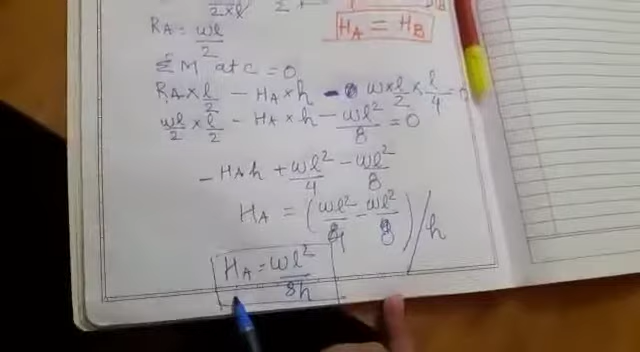 2×l
RA = wl/2
HA = HB
ΣM at C = 0
RA × l/2 − HA × h − w × l/2 × l/4 = 0
wl/2 × l/2 − HA × h − wl²/8 = 0
− HA h + wl²/4 − wl²/8
HA = (wl²/4 − wl²/8) / h
HA = wl²/8h